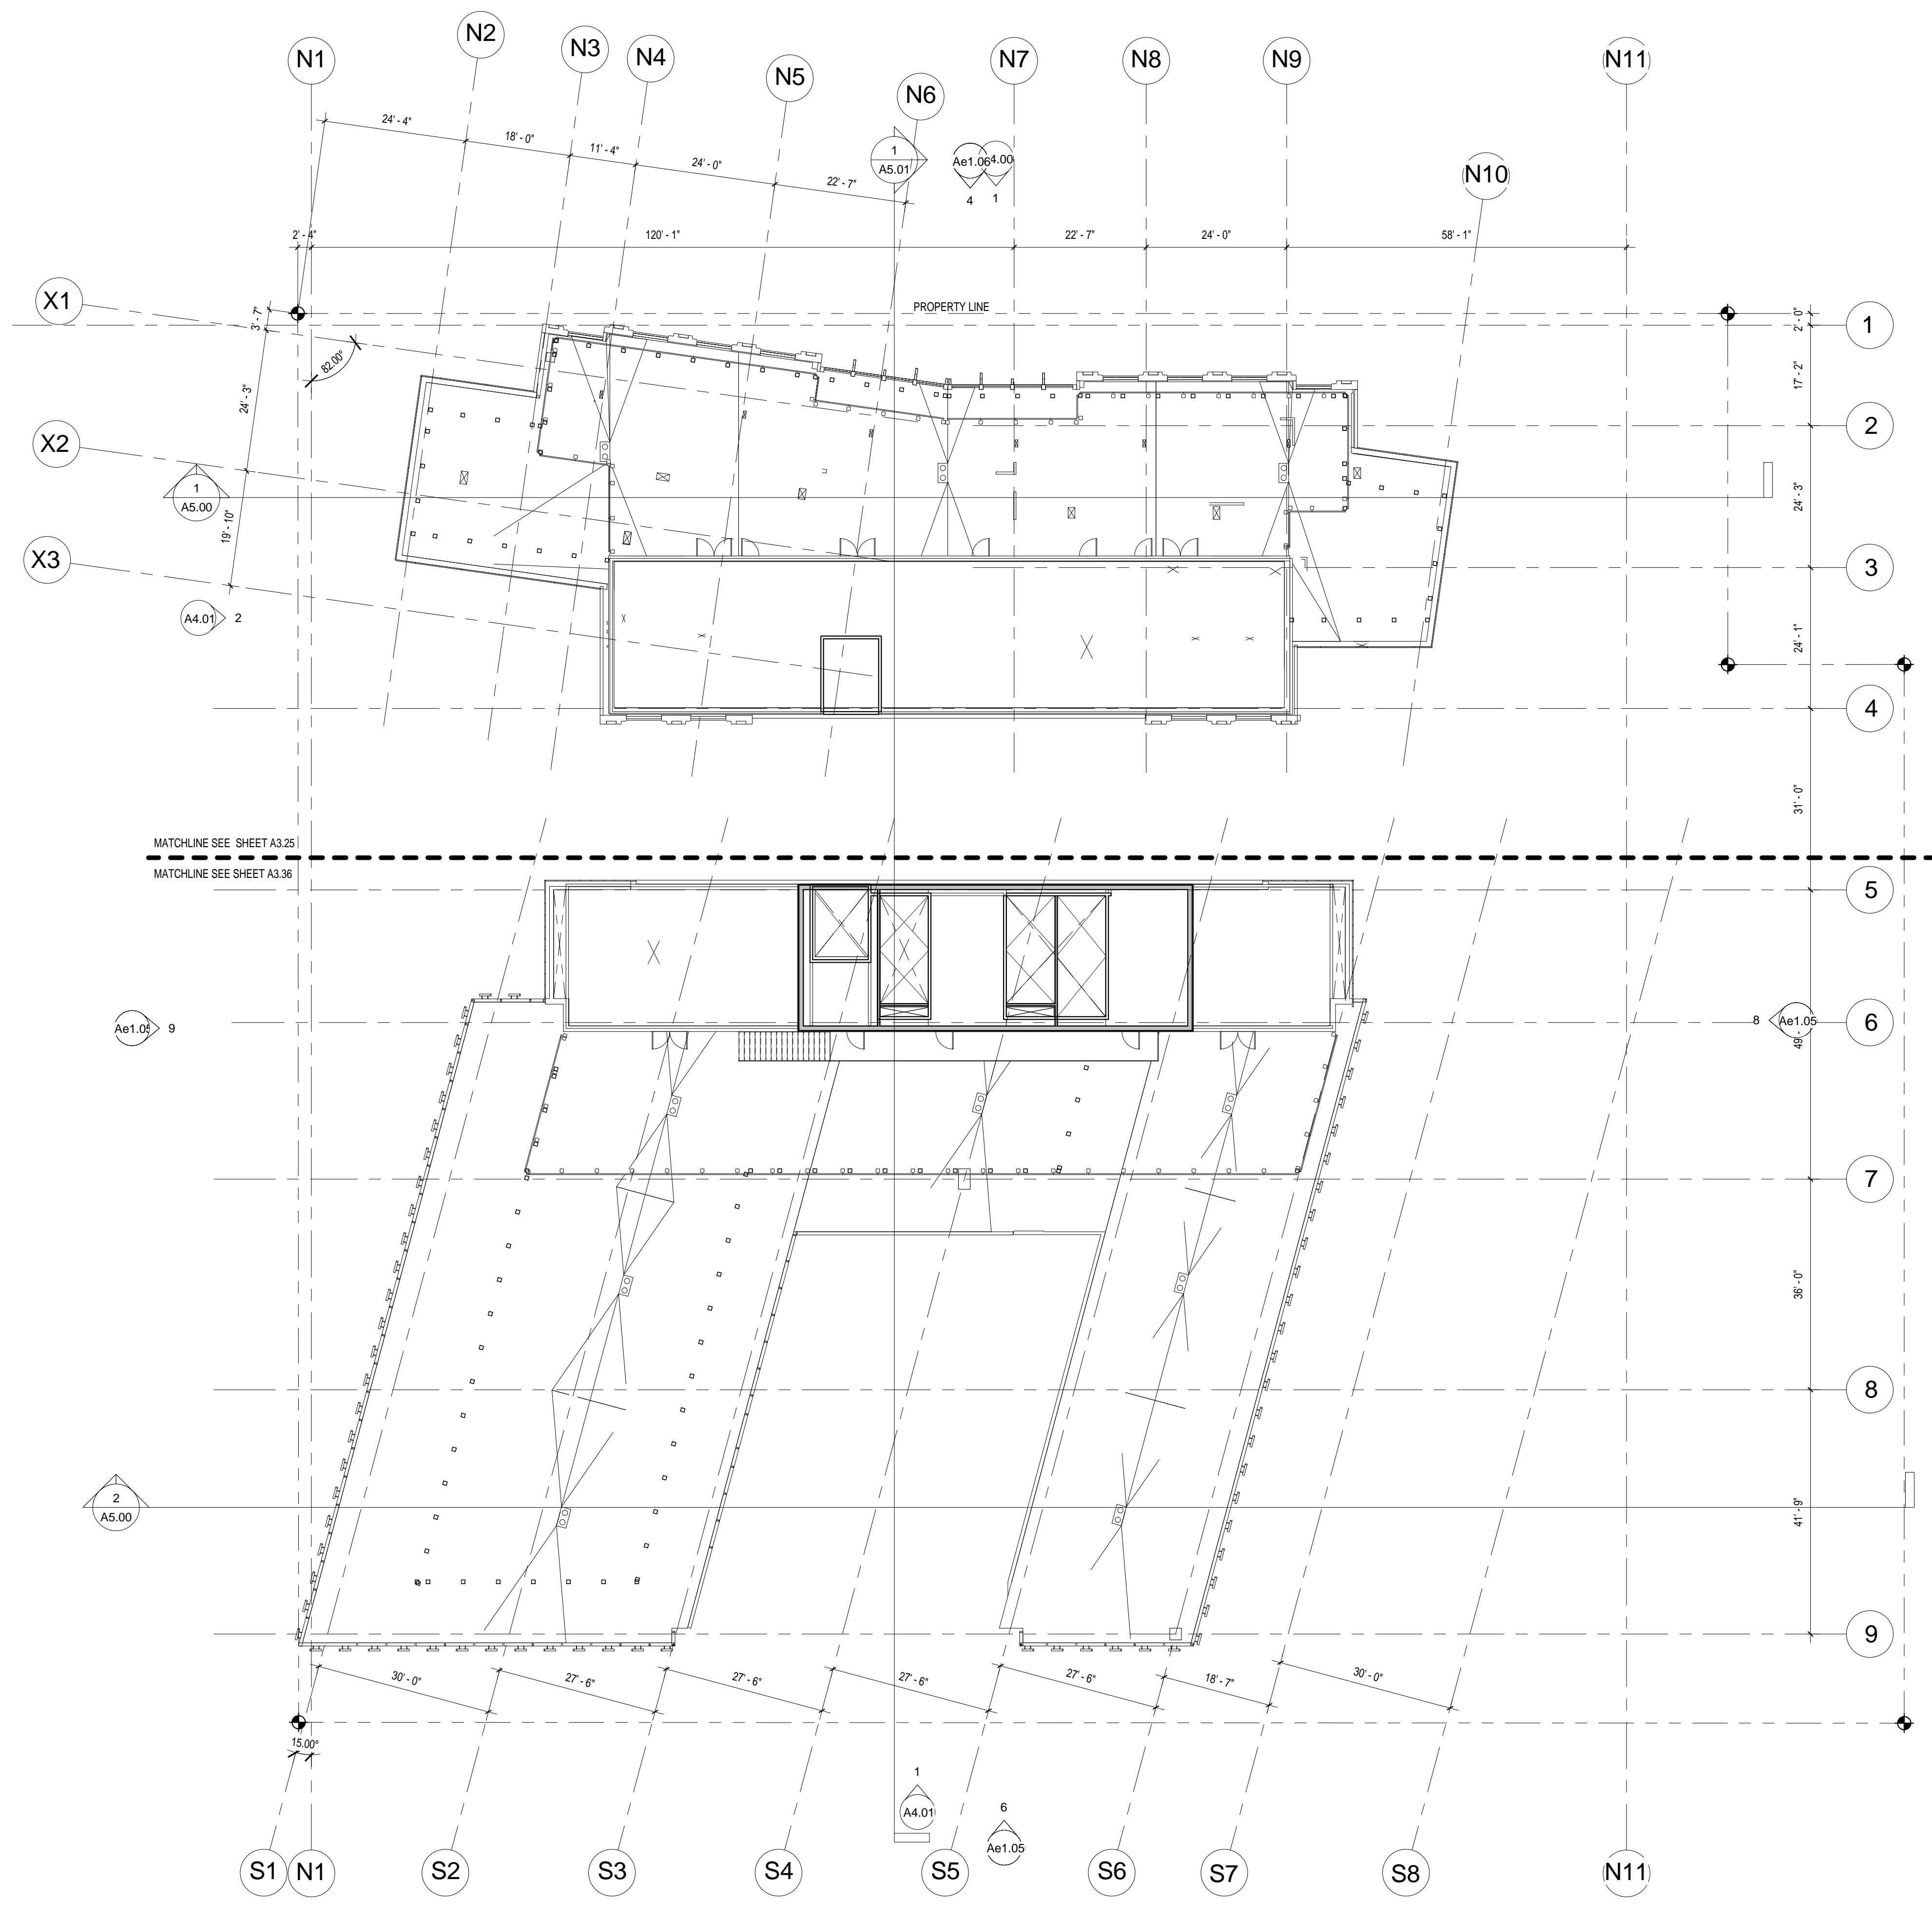 N1
N2
N3
N4
N5
N6
N7
N8
N9
N11
N10
24' - 4"
18' - 0"
11' - 4"
24' - 0"
22' - 7"
1
A5.01
Ae1.06
4.00
4
1
2' - 4"
120' - 1"
22' - 7"
24' - 0"
58' - 1"
X1
3' - 7"
PROPERTY LINE
2' - 0"
1
82.00°
24' - 3"
17' - 2"
X2
2
1
A5.00
24' - 3"
19' - 10"
X3
3
A4.01
2
24' - 1"
4
31' - 0"
MATCHLINE SEE SHEET A3.25
MATCHLINE SEE SHEET A3.36
5
Ae1.05
9
8
Ae1.05
6
49' -
7
36' - 0"
8
2
A5.00
41' - 9"
9
30' - 0"
27' - 6"
27' - 6"
27' - 6"
27' - 6"
18' - 7"
30' - 0"
15.00°
1
A4.01
6
Ae1.05
S1
N1
S2
S3
S4
S5
S6
S7
S8
N11